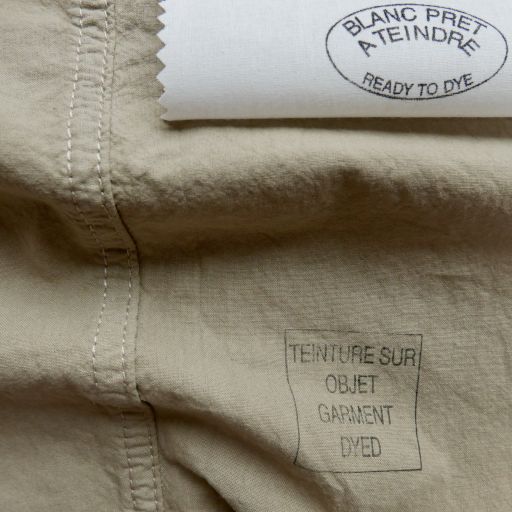 BLANC PRET
A TEINDRE
READY TO DYE
TEINTURE SUR
OBJET
GARMENT
DYED